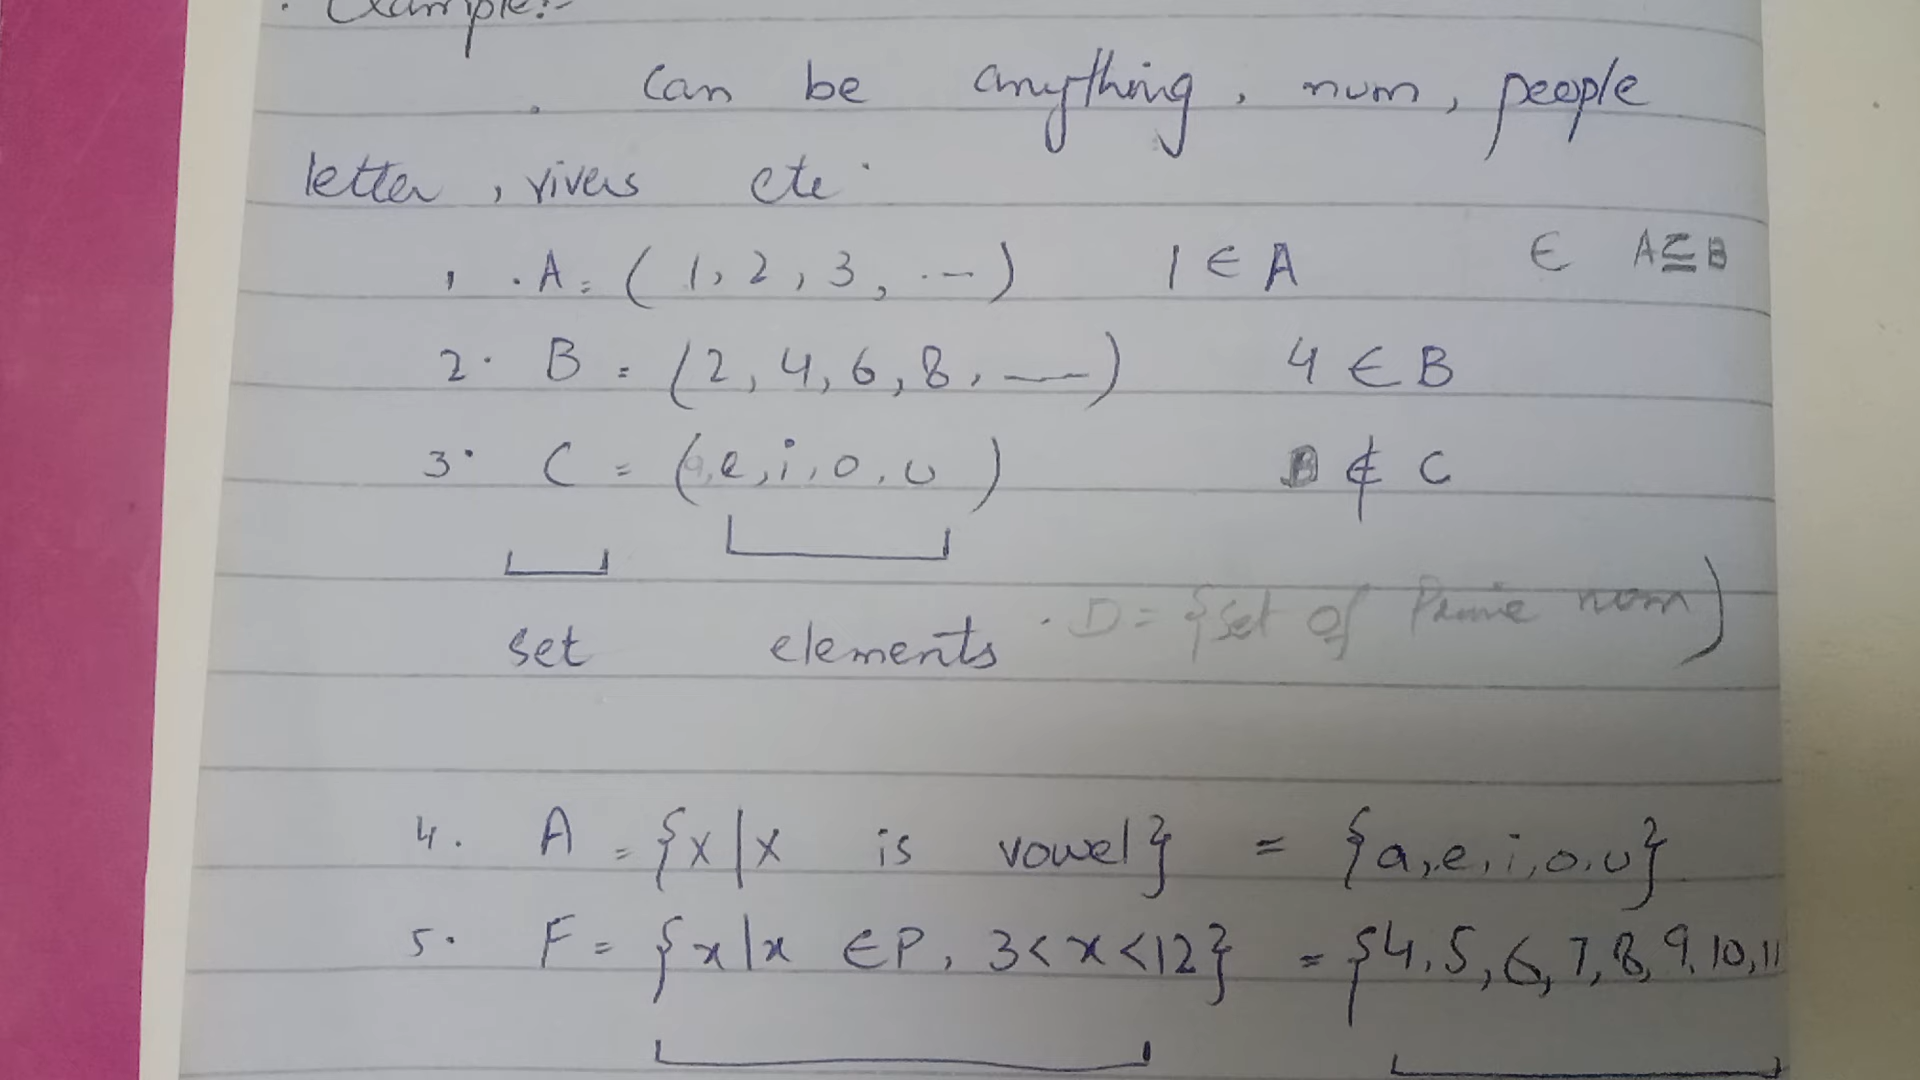 . Example:-
. can be anything, num, people
letter, rivers etc.
1. A = (1, 2, 3, ...) 1 ∈ A ∈ A ⊆ B
2. B = (2, 4, 6, 8, ——) 4 ∈ B
3. C = (a, e, i, o, u) B ∉ C
set elements . D = {set of Prime num)
4. A = {x|x is vowel} = {a, e, i, o, u}
5. F = {x|x ∈ P, 3 < x < 12} = {4, 5, 6, 7, 8, 9, 10, 11